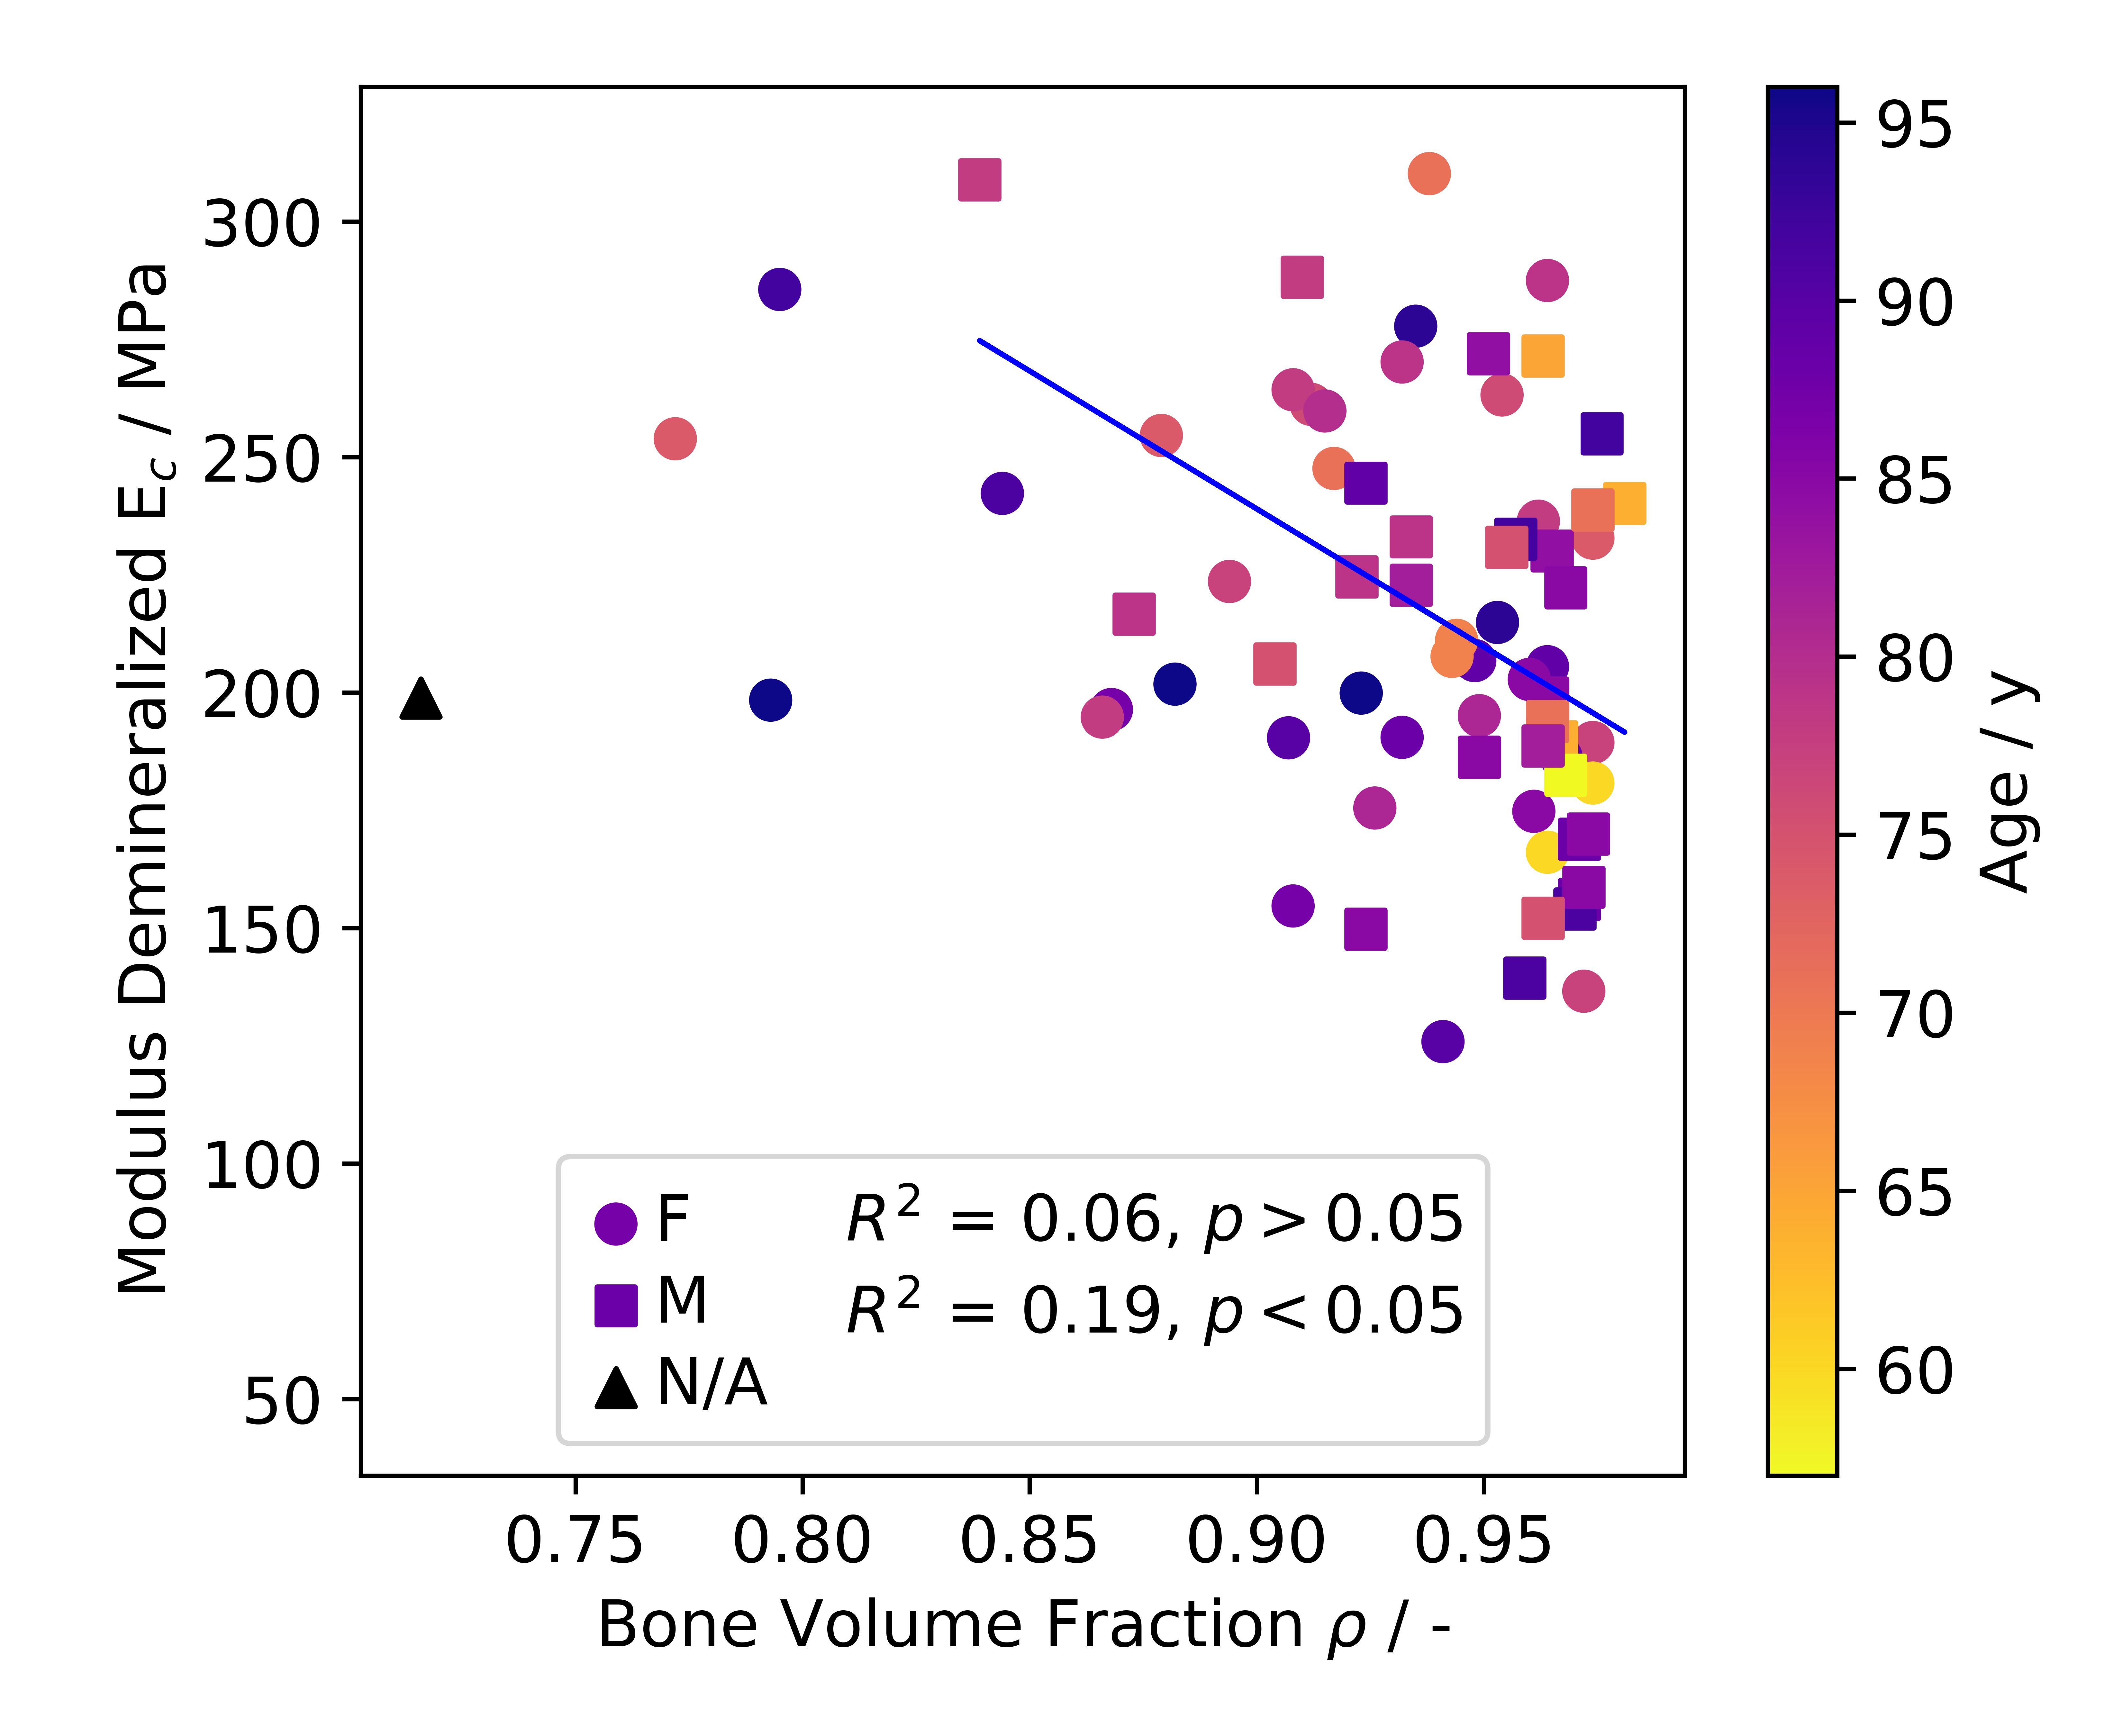 Modulus Demineralized E_c / MPa
300
250
200
150
100
50
F R² = 0.06, p > 0.05
M R² = 0.19, p < 0.05
N/A
0.75 0.80 0.85 0.90 0.95
Bone Volume Fraction ρ / -
95
90
85
80
75
70
65
60
Age / y